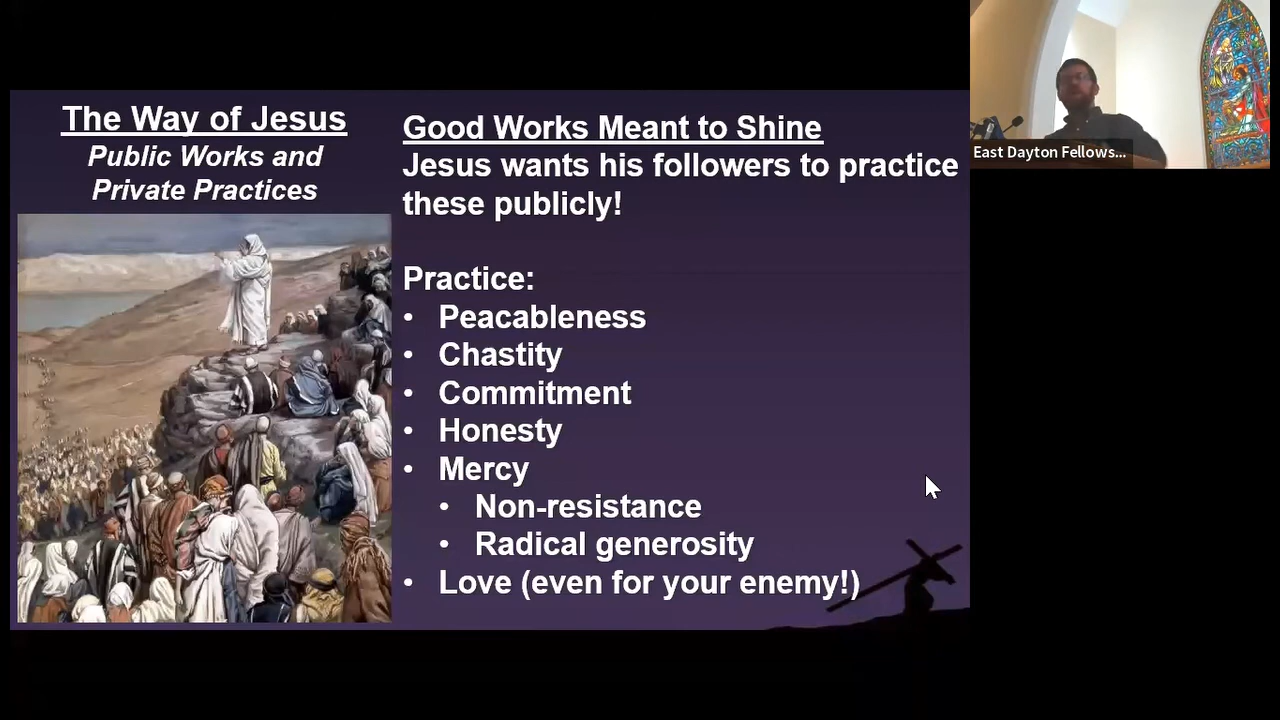 The Way of Jesus
Public Works and
Private Practices
Good Works Meant to Shine
Jesus wants his followers to practice
these publicly!
Practice:
• Peacableness
• Chastity
• Commitment
• Honesty
• Mercy
• Non-resistance
• Radical generosity
• Love (even for your enemy!)
East Dayton Fellows...